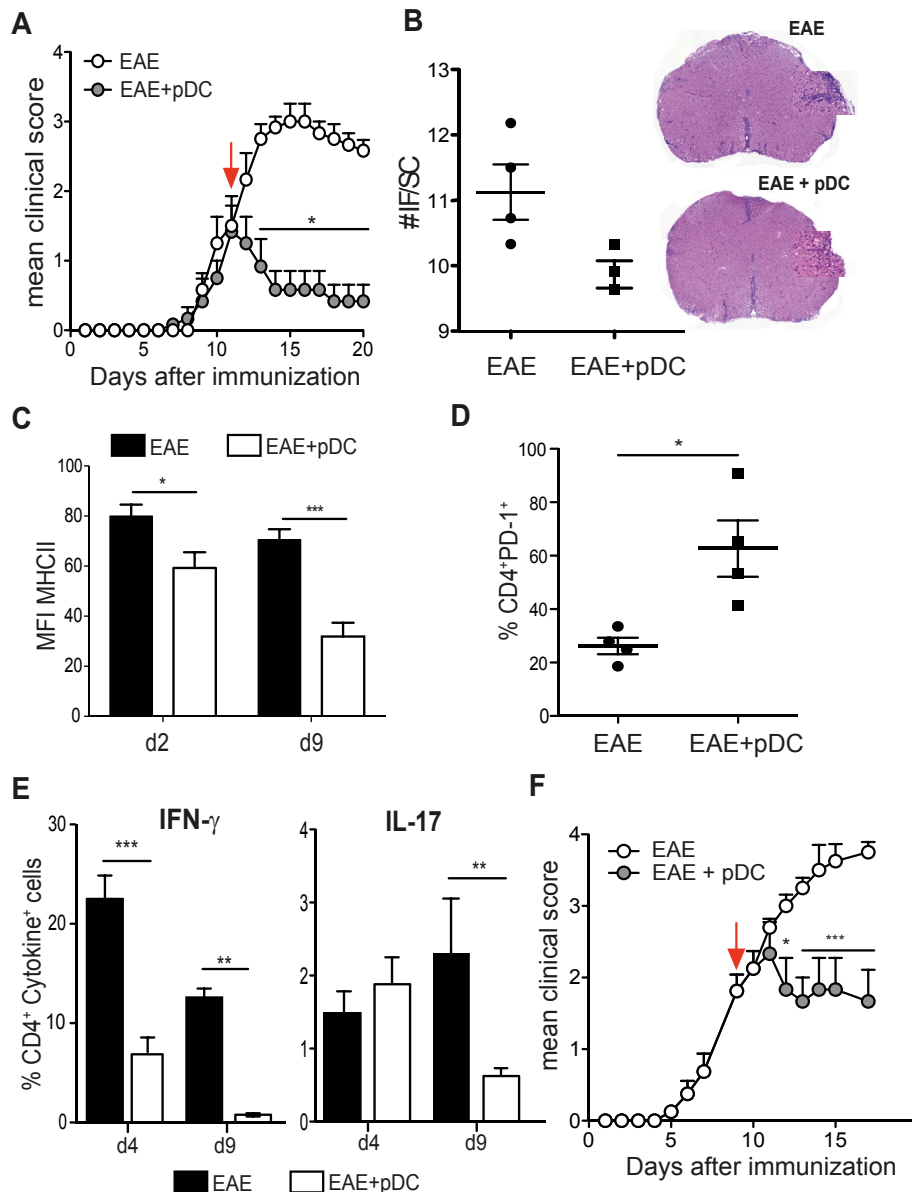 A
EAE
EAE+pDC
mean clinical score
4
3
2
1
0
*
0 5 10 15 20
Days after immunization
B
#IF/SC
13
12
11
10
9
EAE EAE+pDC
EAE
EAE + pDC
C
EAE EAE+pDC
MFI MHCII
100
80
60
40
20
0
* ***
d2 d9
D
% CD4+PD-1+
100
80
60
40
20
0
*
EAE EAE+pDC
E
IFN-γ
% CD4+ Cytokine+ cells
30
20
10
0
*** **
d4 d9
IL-17
4
3
2
1
0
**
d4 d9
EAE EAE+pDC
F
EAE
EAE + pDC
mean clinical score
4
3
2
1
0
* ***
0 5 10 15
Days after immunization